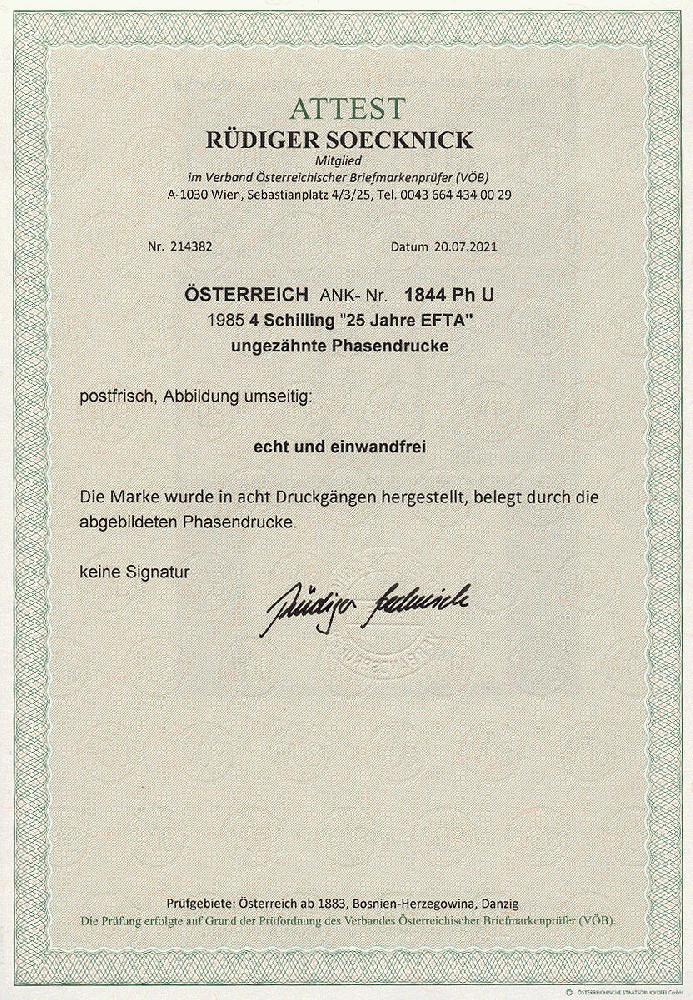 ATTEST
RÜDIGER SOECKNICK
Mitglied
im Verband Österreichischer Briefmarkenprüfer (VÖB)
A-1030 Wien, Sebastianplatz 4/3/25, Tel. 0043 664 434 00 29
Nr. 214382 Datum 20.07.2021
ÖSTERREICH ANK- Nr. 1844 Ph U
1985 4 Schilling "25 Jahre EFTA"
ungezähnte Phasendrucke
postfrisch, Abbildung umseitig:
echt und einwandfrei
Die Marke wurde in acht Druckgängen hergestellt, belegt durch die
abgebildeten Phasendrucke.
keine Signatur
Rüdiger Soecknick
Prüfgebiete: Österreich ab 1883, Bosnien-Herzegowina, Danzig
Die Prüfung erfolgte auf Grund der Prüfordnung des Verbandes Österreichischer Briefmarkenprüfer (VÖB).